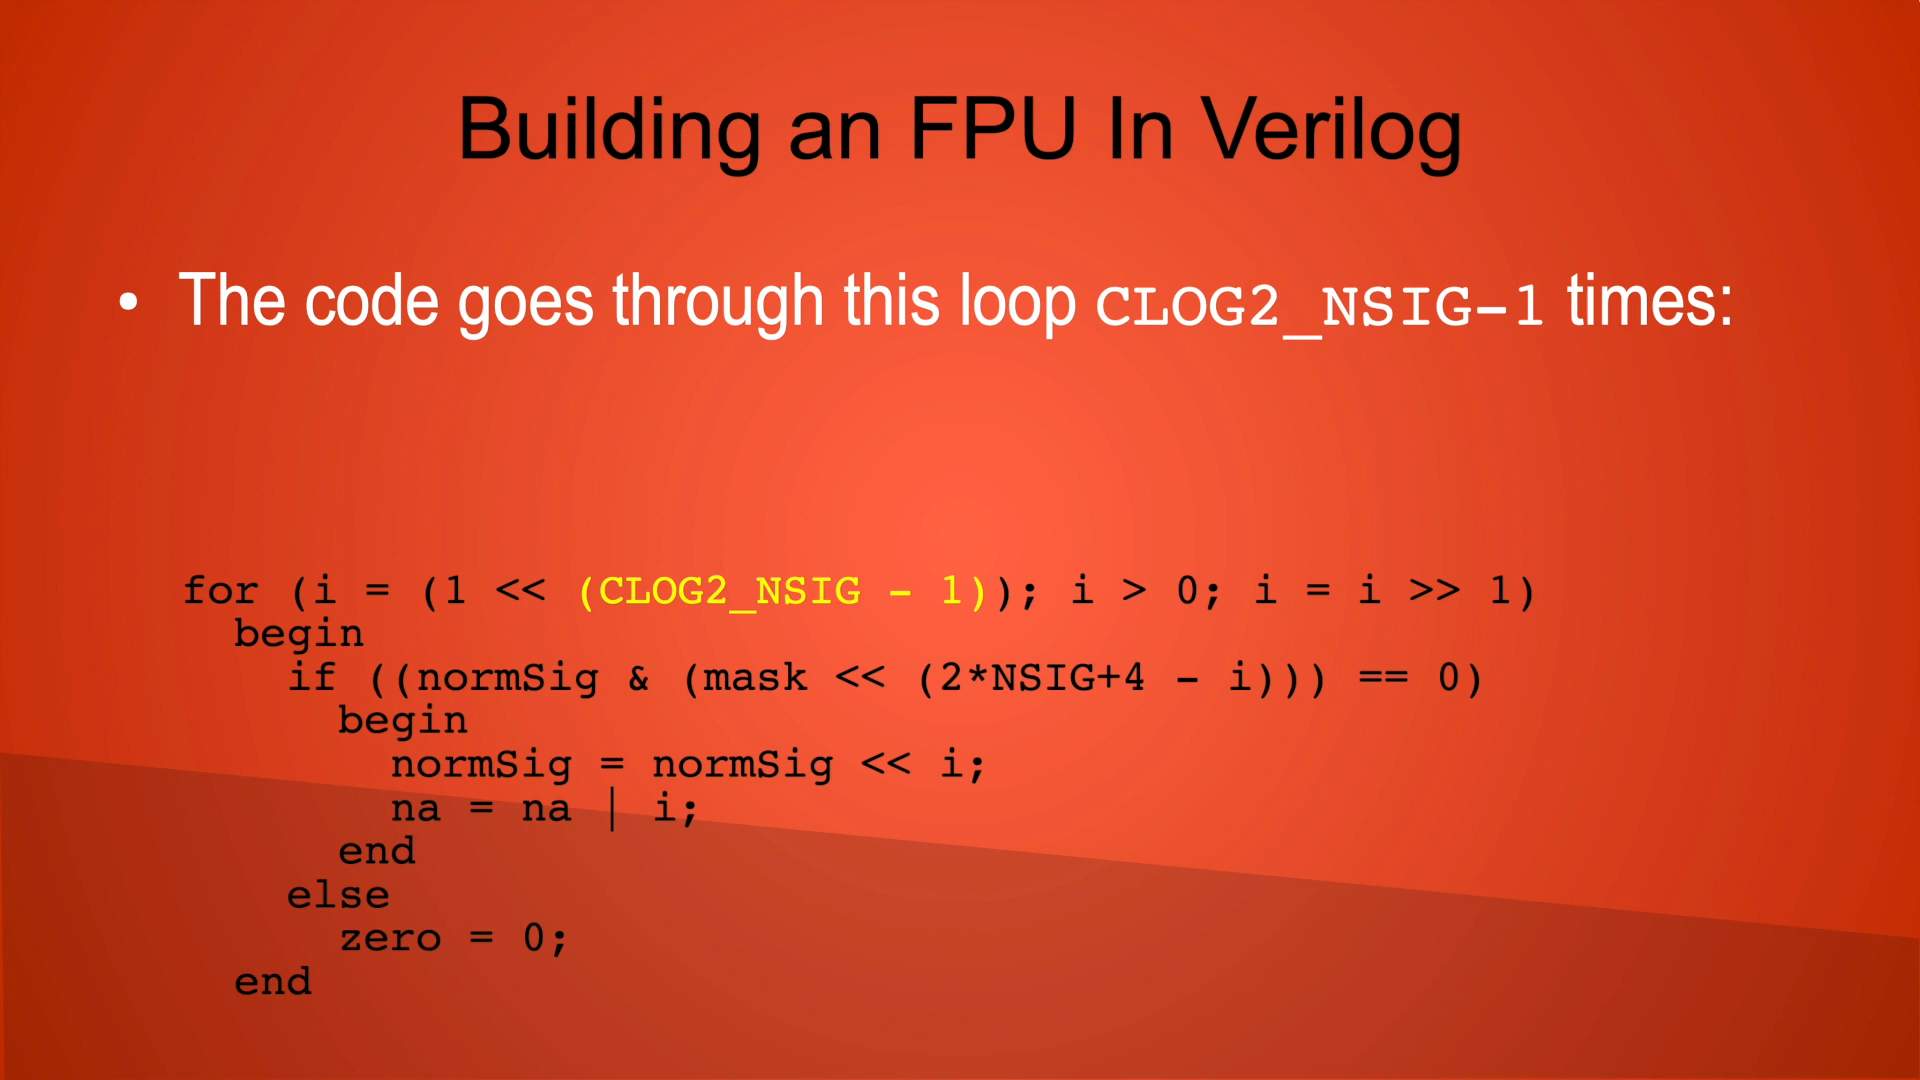 Building an FPU In Verilog
• The code goes through this loop CLOG2_NSIG-1 times:
for (i = (1 << (CLOG2_NSIG - 1)); i > 0; i = i >> 1)
  begin
    if ((normSig & (mask << (2*NSIG+4 - i))) == 0)
      begin
        normSig = normSig << i;
        na = na | i;
      end
    else
      zero = 0;
  end